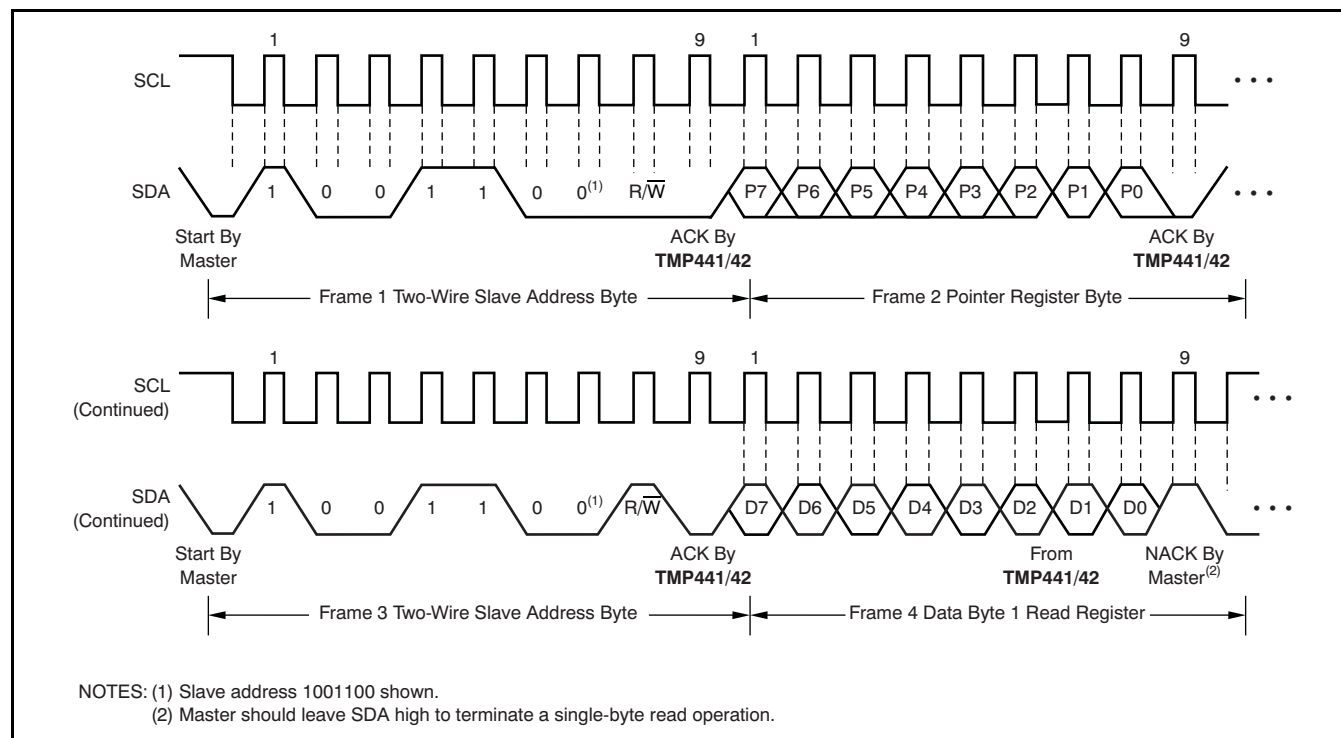 1 9 1 9
SCL • • •
SDA 1 0 0 1 1 0 0(1) R/W̅ P7 P6 P5 P4 P3 P2 P1 P0 • • •
Start By Master
ACK By TMP441/42
ACK By TMP441/42
Frame 1 Two-Wire Slave Address Byte
Frame 2 Pointer Register Byte
1 9 1 9
SCL (Continued) • • •
SDA (Continued) 1 0 0 1 1 0 0(1) R/W̅ D7 D6 D5 D4 D3 D2 D1 D0 • • •
Start By Master
ACK By TMP441/42
From TMP441/42
NACK By Master(2)
Frame 3 Two-Wire Slave Address Byte
Frame 4 Data Byte 1 Read Register
NOTES: (1) Slave address 1001100 shown.
(2) Master should leave SDA high to terminate a single-byte read operation.